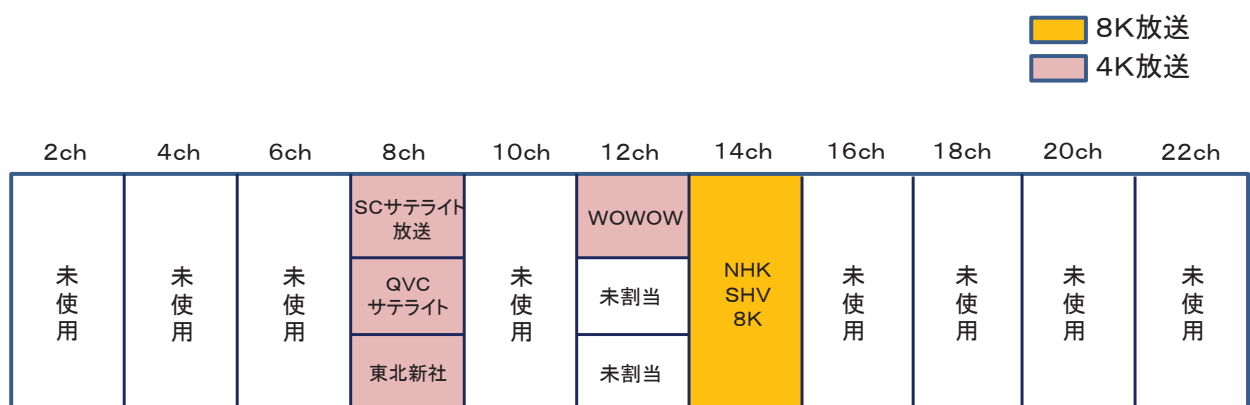 8K放送
4K放送
2ch 4ch 6ch 8ch 10ch 12ch 14ch 16ch 18ch 20ch 22ch
未使用
未使用
未使用
SCサテライト
放送
QVC
サテライト
東北新社
未使用
WOWOW
未割当
未割当
NHK
SHV
8K
未使用
未使用
未使用
未使用